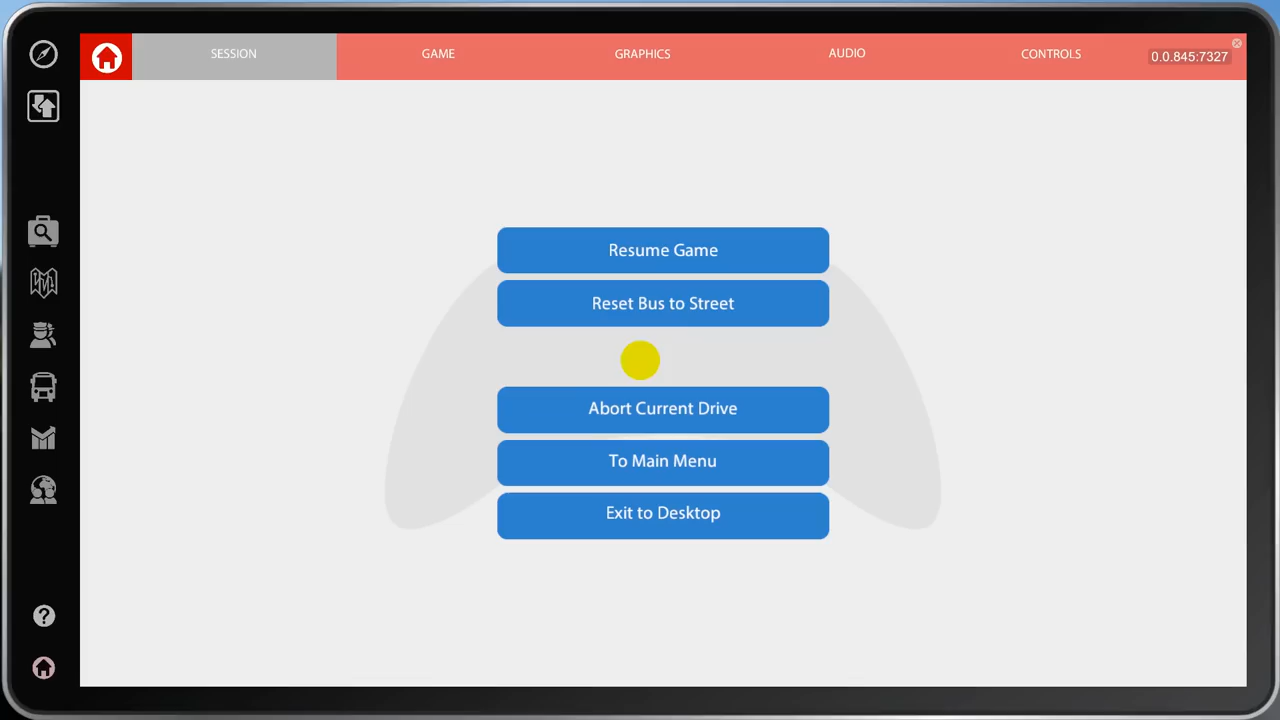 SESSION
GAME
GRAPHICS
AUDIO
CONTROLS
0.0.845:7327
Resume Game
Reset Bus to Street
Abort Current Drive
To Main Menu
Exit to Desktop
?